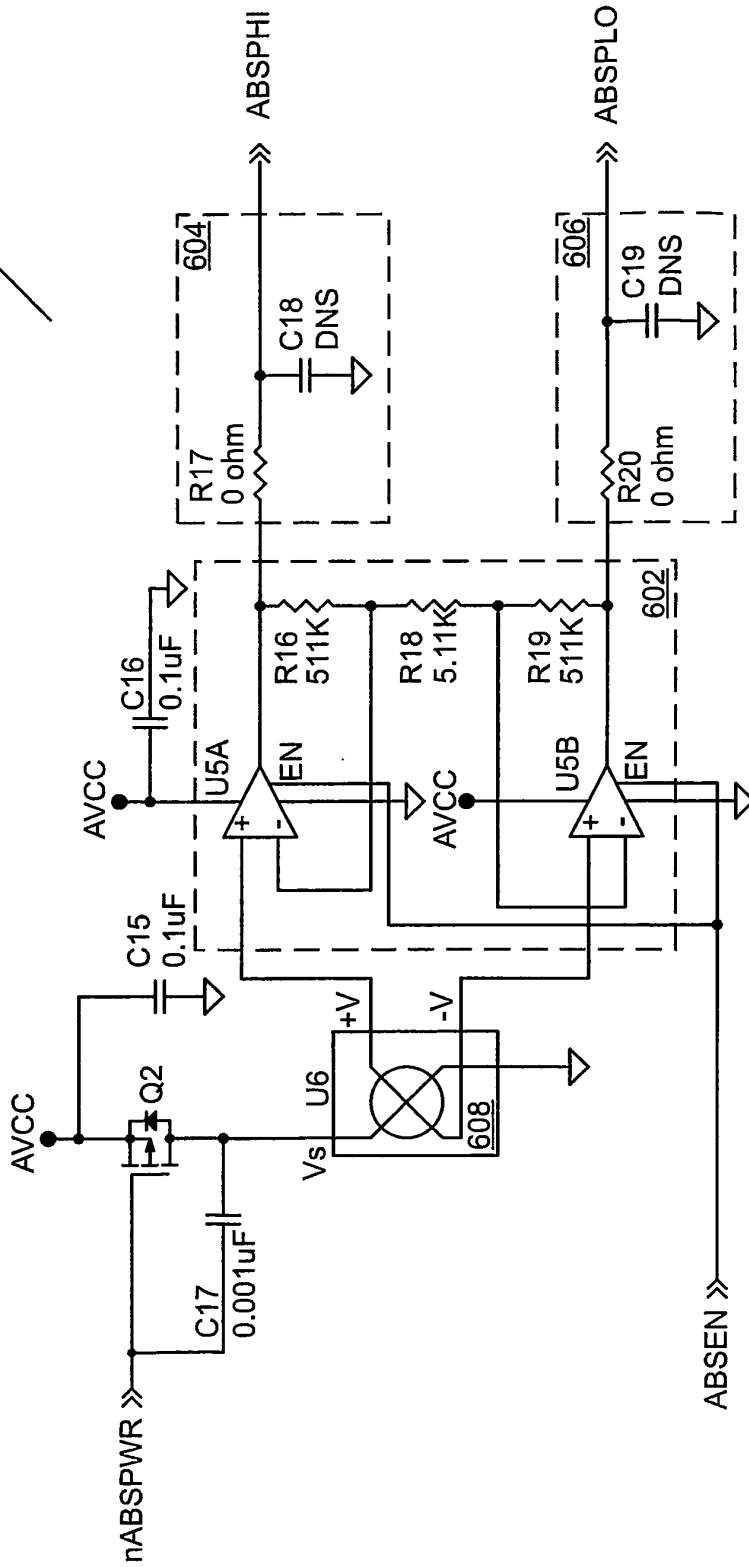 nABSPWR
AVCC
C15
0.1uF
Q2
C17
0.001uF
Vs
U6
+V
-V
608
ABSEN
AVCC
C16
0.1uF
U5A
+
-
EN
AVCC
U5B
+
-
EN
R16
511K
R18
5.11K
R19
511K
602
R17
0 ohm
604
C18
DNS
ABSPHI
R20
0 ohm
606
C19
DNS
ABSPLO